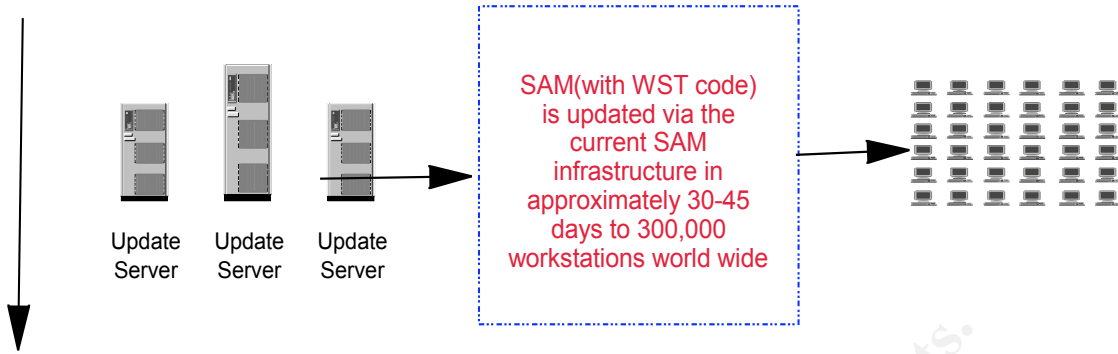 SAM(with WST code)
is updated via the
current SAM
infrastructure in
approximately 30-45
days to 300,000
workstations world wide
Update
Server
Update
Server
Update
Server